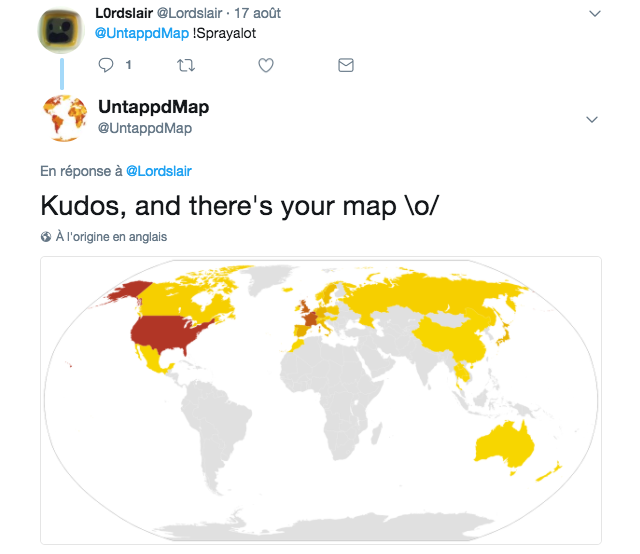 L0rdslair @Lordslair · 17 août
@UntappdMap !Sprayalot
1
UntappdMap
@UntappdMap
En réponse à @Lordslair
Kudos, and there's your map \o/
À l'origine en anglais